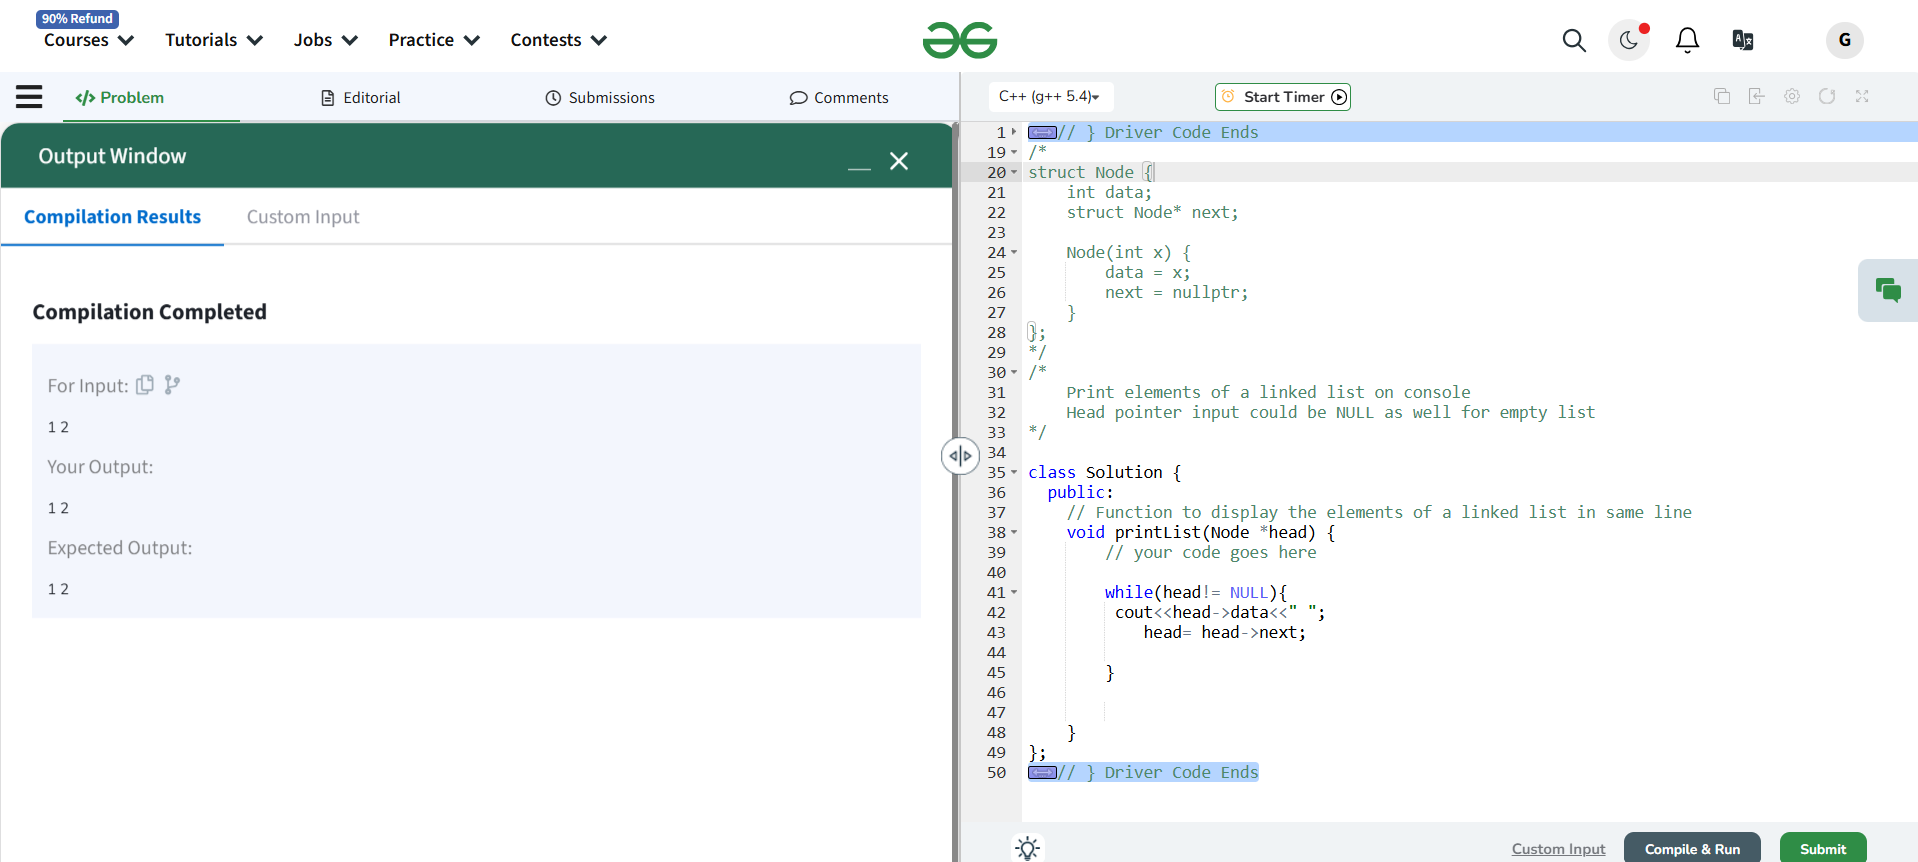 90% Refund
Courses Tutorials Jobs Practice Contests
G
</> Problem Editorial Submissions Comments
C++ (g++ 5.4) Start Timer
Output Window
Compilation Results Custom Input
Compilation Completed
For Input:
1 2
Your Output:
1 2
Expected Output:
1 2
1 // } Driver Code Ends
19 /*
20 struct Node {
21     int data;
22     struct Node* next;
23
24     Node(int x) {
25         data = x;
26         next = nullptr;
27     }
28 };
29 */
30 /*
31     Print elements of a linked list on console
32     Head pointer input could be NULL as well for empty list
33 */
34
35 class Solution {
36   public:
37     // Function to display the elements of a linked list in same line
38     void printList(Node *head) {
39         // your code goes here
40
41         while(head!= NULL){
42          cout<<head->data<<" ";
43             head= head->next;
44
45         }
46
47
48     }
49 };
50 // } Driver Code Ends
Custom Input Compile & Run Submit